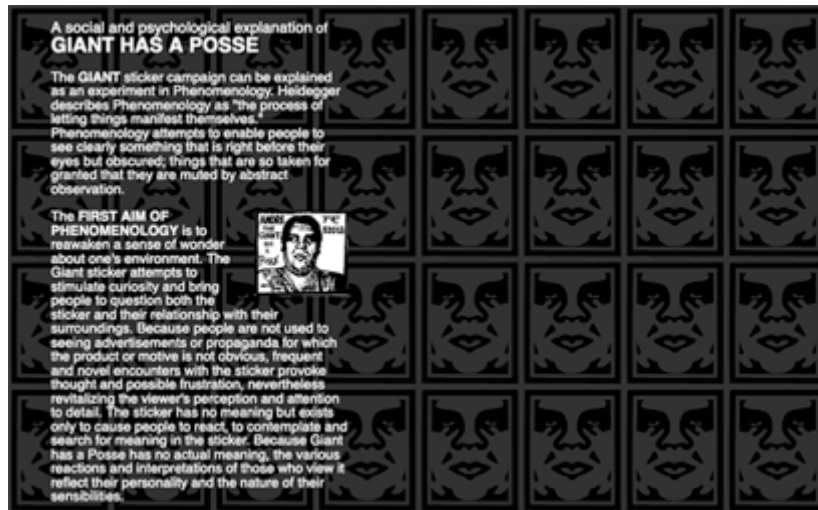 A social and psychological explanation of
GIANT HAS A POSSE
The GIANT sticker campaign can be explained
as an experiment in Phenomenology. Heidegger
describes Phenomenology as "the process of
letting things manifest themselves."
Phenomenology attempts to enable people to
see clearly something that is right before their
eyes but obscured; things that are so taken for
granted that they are muted by abstract
observation.
The FIRST AIM OF
PHENOMENOLOGY is to
reawaken a sense of wonder
about one's environment. The
Giant sticker attempts to
stimulate curiosity and bring
people to question both the
sticker and their relationship with their
surroundings. Because people are not used to
seeing advertisements or propaganda for which
the product or motive is not obvious, frequent
and novel encounters with the sticker provoke
thought and possible frustration, nevertheless
revitalizing the viewer's perception and attention
to detail. The sticker has no meaning but exists
only to cause people to react, to contemplate and
search for meaning in the sticker. Because Giant
has a Posse has no actual meaning, the various
reactions and interpretations of those who view it
reflect their personality and the nature of their
sensibilities.
ANDRE
THE
GIANT